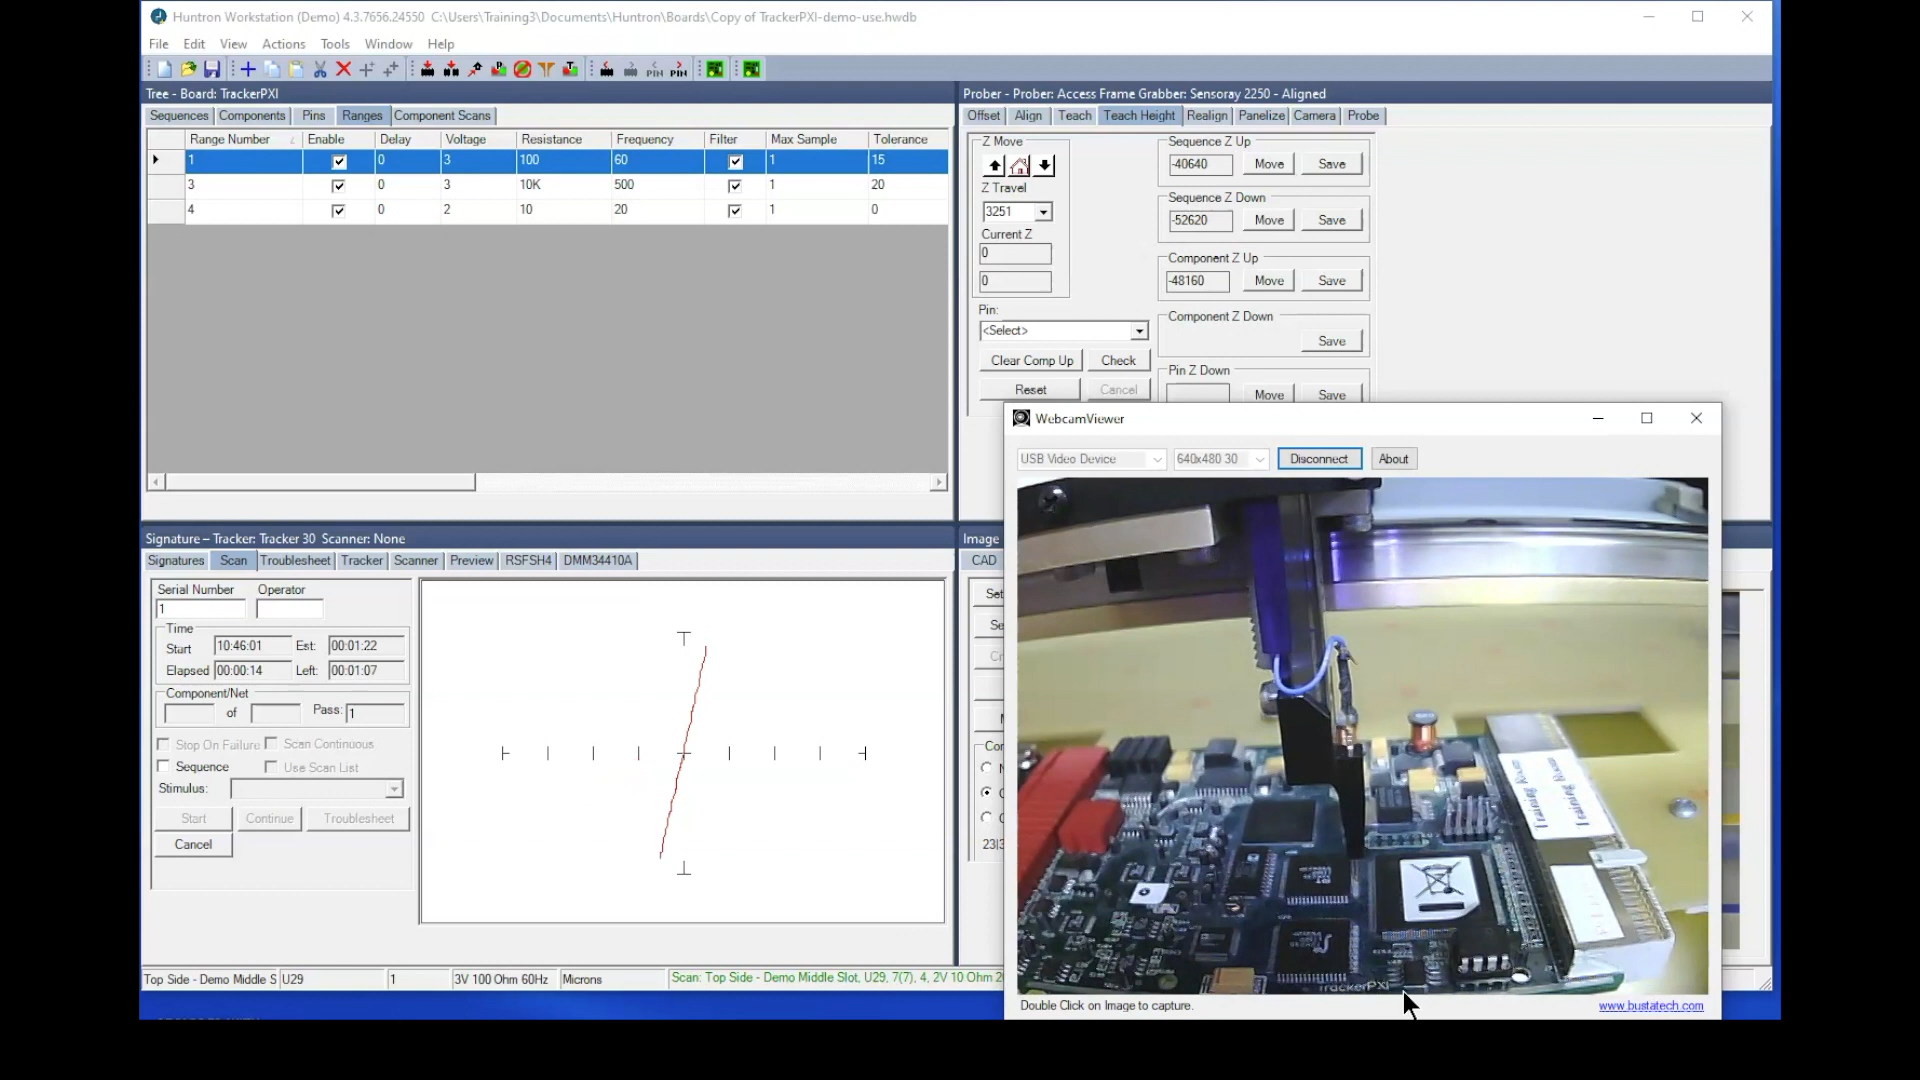 Huntron Workstation (Demo) 4.3.7656.24550 C:\Users\Training3\Documents\Huntron\Boards\Copy of TrackerPXI-demo-use.hwdb
File Edit View Actions Tools Window Help
PIN PIN
Tree - Board: TrackerPXI
Sequences Components Pins Ranges Component Scans
Range Number Enable Delay Voltage Resistance Frequency Filter Max Sample Tolerance
1 0 3 100 60 1 15
3 0 3 10K 500 1 20
4 0 2 10 20 1 0
Prober - Prober: Access Frame Grabber: Sensoray 2250 - Aligned
Offset Align Teach Teach Height Realign Panelize Camera Probe
Z Move
Z Travel
3251
Current Z
0
0
Pin:
<Select>
Clear Comp Up Check
Reset Cancel
Sequence Z Up
-40640 Move Save
Sequence Z Down
-52620 Move Save
Component Z Up
-48160 Move Save
Component Z Down
Save
Pin Z Down
Move Save
Signature – Tracker: Tracker 30 Scanner: None
Signatures Scan Troublesheet Tracker Scanner Preview RSFSH4 DMM34410A
Serial Number Operator
1
Time
Start 10:46:01 Est: 00:01:22
Elapsed 00:00:14 Left: 00:01:07
Component/Net
of Pass: 1
Stop On Failure Scan Continuous
Sequence Use Scan List
Stimulus:
Start Continue Troublesheet
Cancel
Image
CAD
WebcamViewer
USB Video Device 640x480 30 Disconnect About
Training Room
Training Room
TrackerPXI
Double Click on Image to capture. www.bustatech.com
Top Side - Demo Middle S U29 1 3V 100 Ohm 60Hz Microns Scan: Top Side - Demo Middle Slot, U29, 7(7), 4, 2V 10 Ohm 2